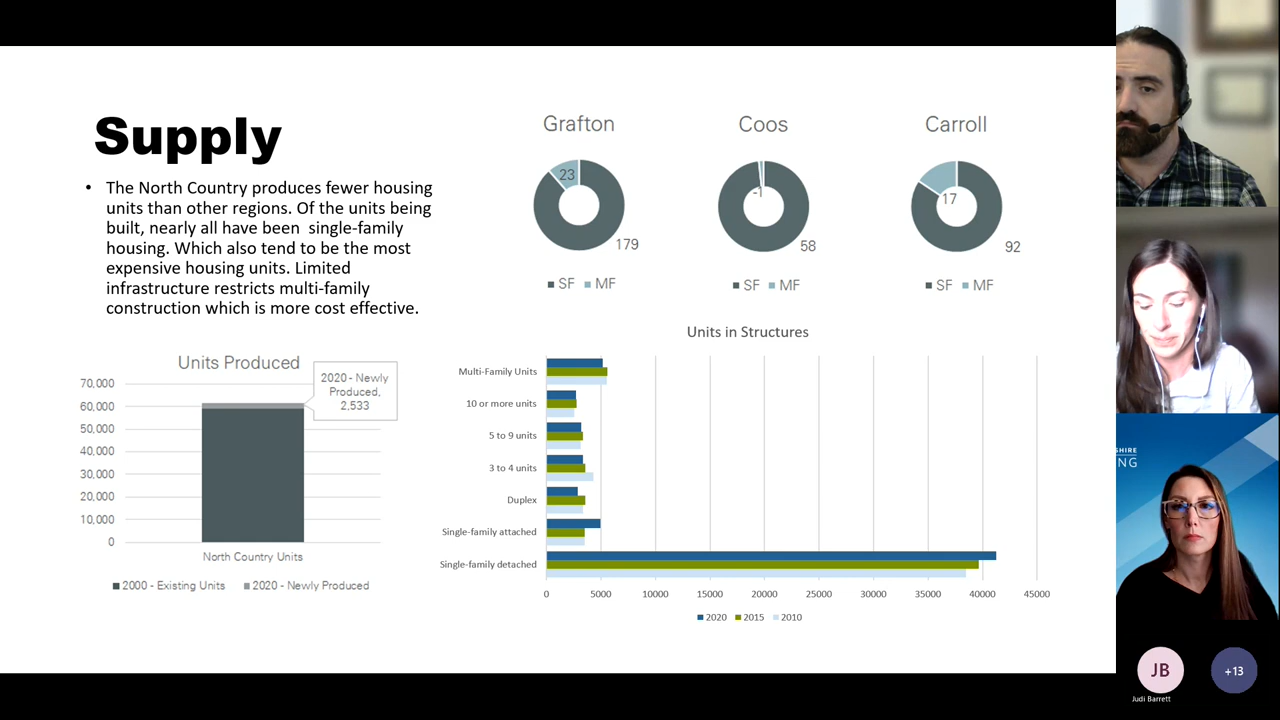 Supply
• The North Country produces fewer housing
units than other regions. Of the units being
built, nearly all have been single-family
housing. Which also tend to be the most
expensive housing units. Limited
infrastructure restricts multi-family
construction which is more cost effective.
Grafton
23
179
SF MF
Coos
-1
58
SF MF
Carroll
17
92
SF MF
Units Produced
2020 - Newly
Produced,
2,533
70,000
60,000
50,000
40,000
30,000
20,000
10,000
0
North Country Units
2000 - Existing Units 2020 - Newly Produced
Units in Structures
Multi-Family Units
10 or more units
5 to 9 units
3 to 4 units
Duplex
Single-family attached
Single-family detached
0 5000 10000 15000 20000 25000 30000 35000 40000 45000
2020 2015 2010
SHIRE
NG
JB
Judi Barrett
+13